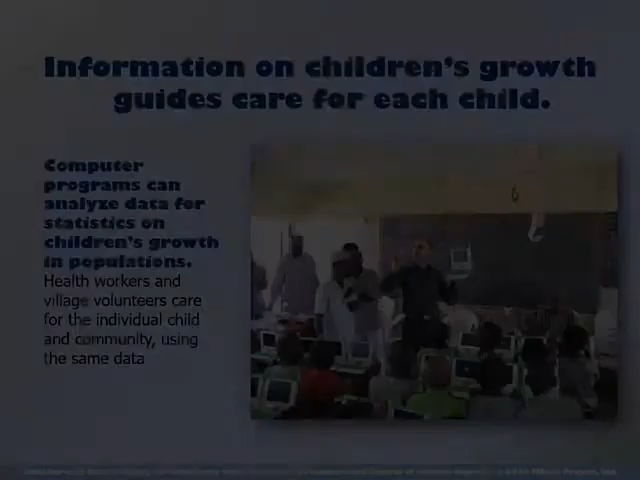 Information on children's growth
guides care for each child.
Computer
programs can
analyze data for
statistics on
children's growth
in populations.
Health workers and
village volunteers care
for the individual child
and community, using
the same data